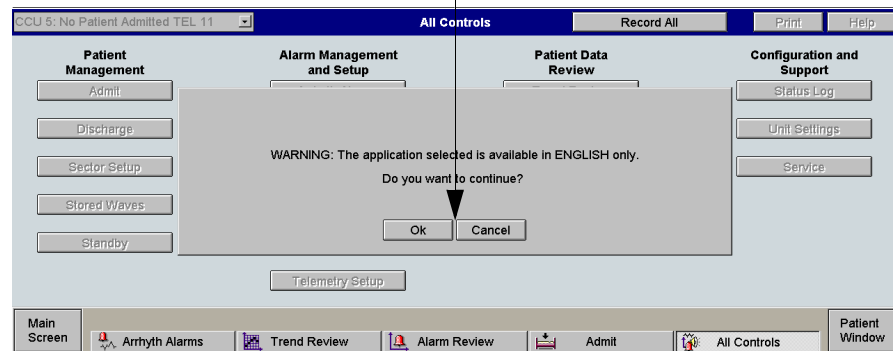 CCU 5: No Patient Admitted TEL 11
All Controls
Record All
Print
Help
Patient
Management
Alarm Management
and Setup
Patient Data
Review
Configuration and
Support
Admit
Status Log
Discharge
Unit Settings
Sector Setup
Service
Stored Waves
Standby
WARNING: The application selected is available in ENGLISH only.
Do you want to continue?
Ok
Cancel
Telemetry Setup
Main
Screen
Arrhyth Alarms
Trend Review
Alarm Review
Admit
All Controls
Patient
Window